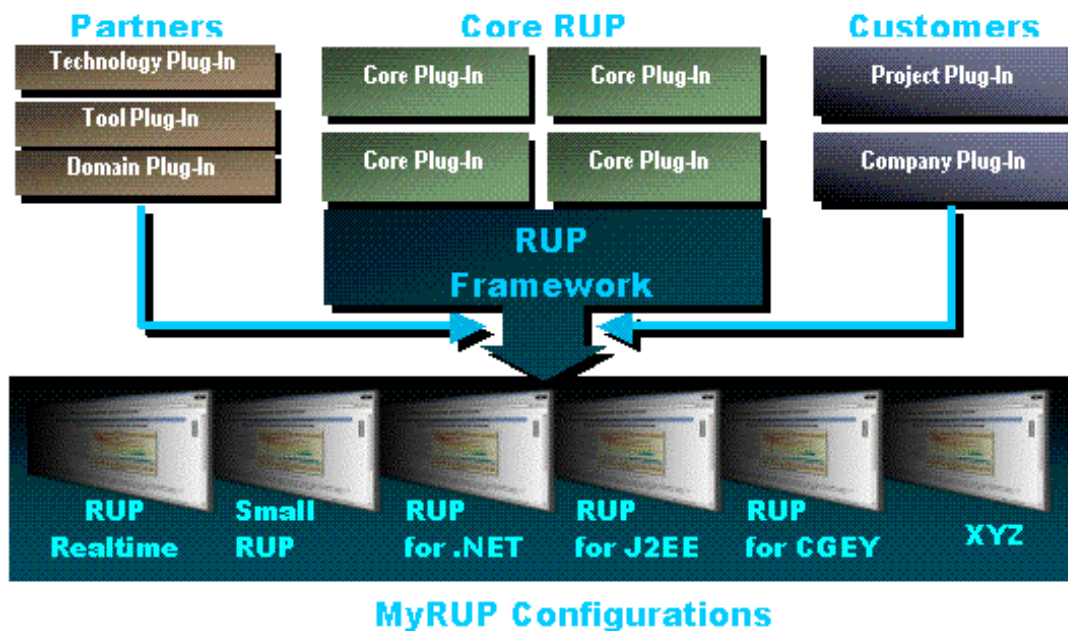 Partners
Core RUP
Customers
Technology Plug-In
Tool Plug-In
Domain Plug-In
Core Plug-In
Core Plug-In
Core Plug-In
Core Plug-In
Project Plug-In
Company Plug-In
RUP
Framework
RUP
Realtime
Small
RUP
RUP
for .NET
RUP
for J2EE
RUP
for CGEY
XYZ
MyRUP Configurations